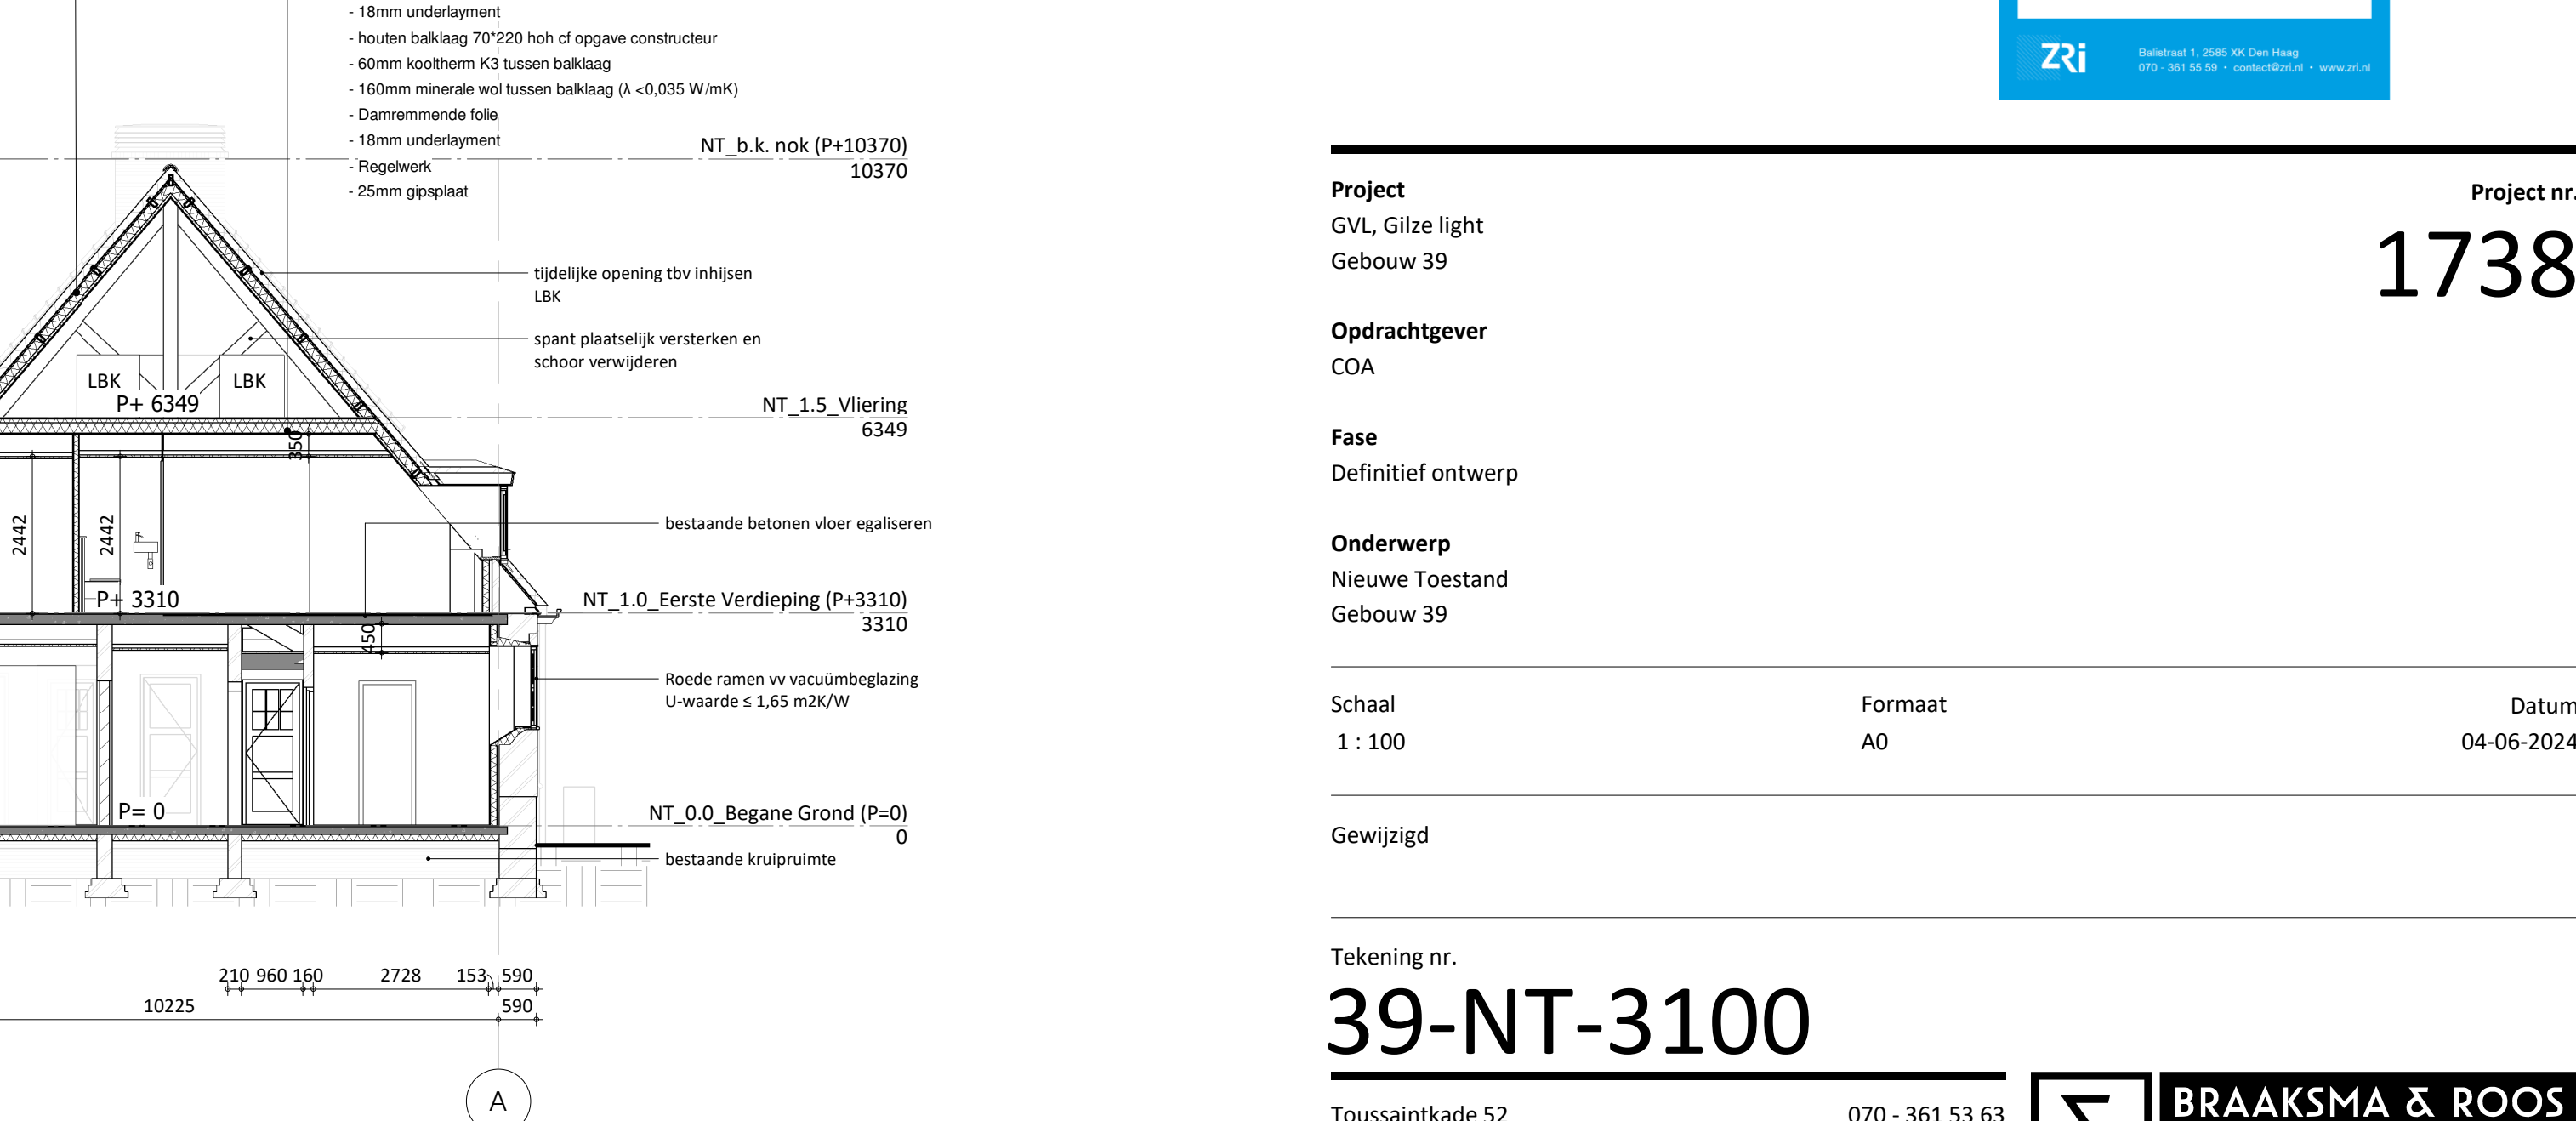 - 18mm underlayment
- houten balklaag 70*220 hoh cf opgave constructeur
- 60mm kooltherm K3 tussen balklaag
- 160mm minerale wol tussen balklaag (λ <0,035 W/mK)
- Damremmende folie
- 18mm underlayment
- Regelwerk
- 25mm gipsplaat
NT_b.k. nok (P+10370)
10370
tijdelijke opening tbv inhijsen
LBK
spant plaatselijk versterken en
schoor verwijderen
LBK
LBK
P+ 6349
NT_1.5_Vliering
6349
350
2442
2442
bestaande betonen vloer egaliseren
P+ 3310
NT_1.0_Eerste Verdieping (P+3310)
3310
450
Roede ramen vv vacuümbeglazing
U-waarde ≤ 1,65 m2K/W
P= 0
NT_0.0_Begane Grond (P=0)
0
bestaande kruipruimte
210 960 160 2728 153 590
10225 590
A
ZRi
Balistraat 1, 2585 XK Den Haag
070 - 361 55 59 • contact@zri.nl • www.zri.nl
Project
GVL, Gilze light
Gebouw 39
Project nr.
1738
Opdrachtgever
COA
Fase
Definitief ontwerp
Onderwerp
Nieuwe Toestand
Gebouw 39
Schaal Formaat Datum
1 : 100 A0 04-06-2024
Gewijzigd
Tekening nr.
39-NT-3100
Toussaintkade 52 070 - 361 53 63
BRAAKSMA & ROOS